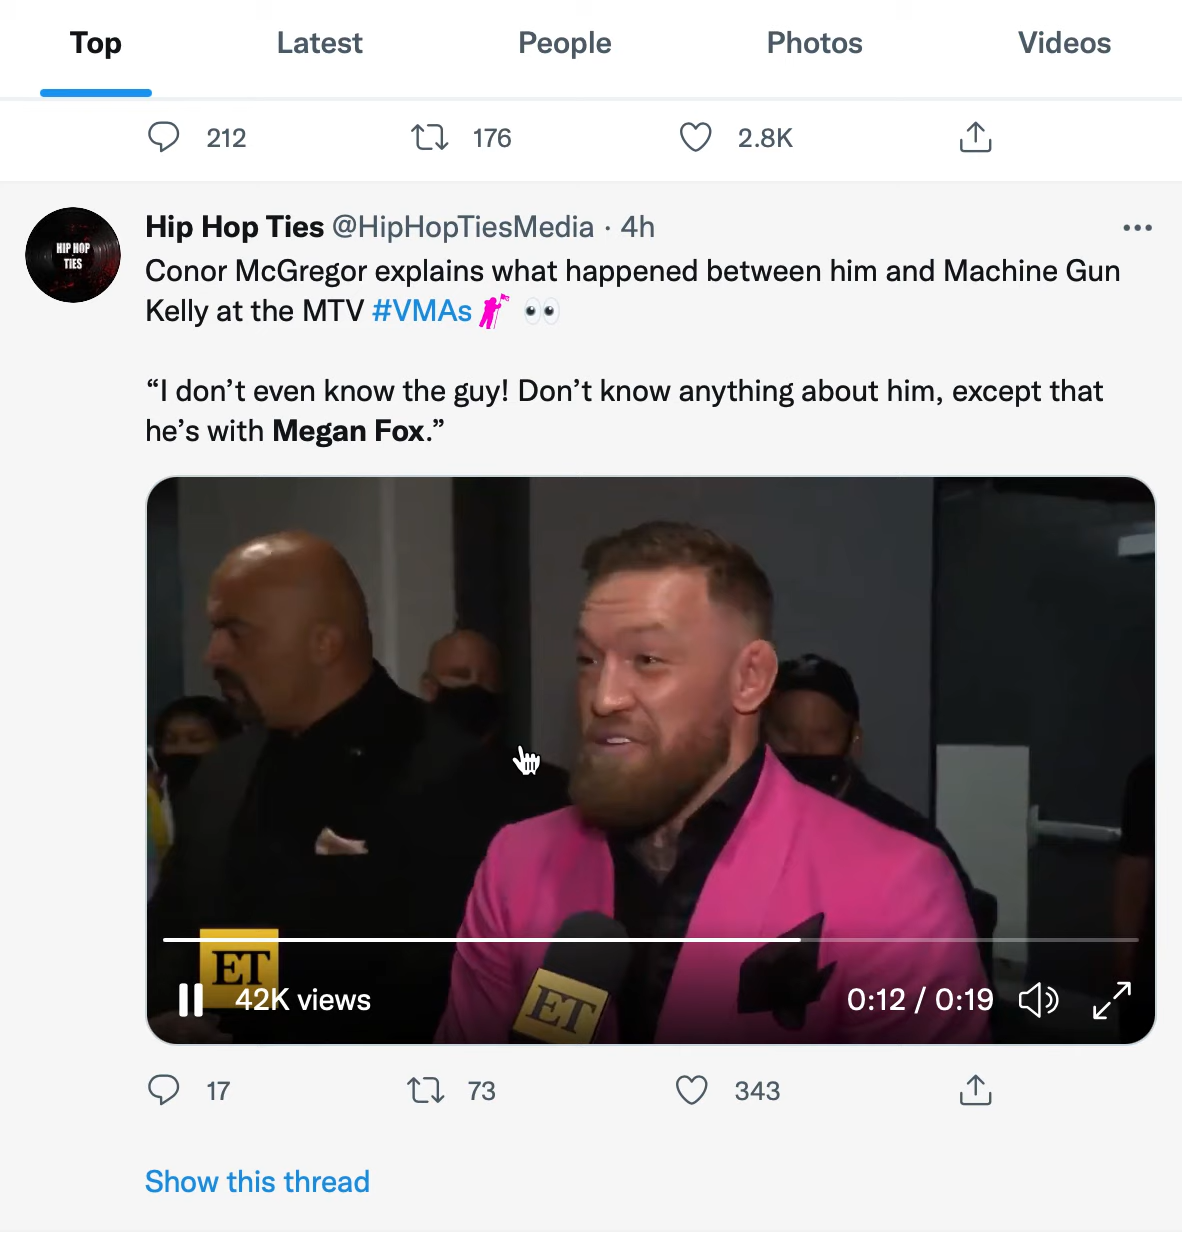 Top Latest People Photos Videos
212 176 2.8K
HIP HOP
TIES
Hip Hop Ties @HipHopTiesMedia · 4h
Conor McGregor explains what happened between him and Machine Gun
Kelly at the MTV #VMAs 👀
“I don’t even know the guy! Don’t know anything about him, except that
he’s with Megan Fox.”
ET
42K views 0:12 / 0:19
ET
17 73 343
Show this thread